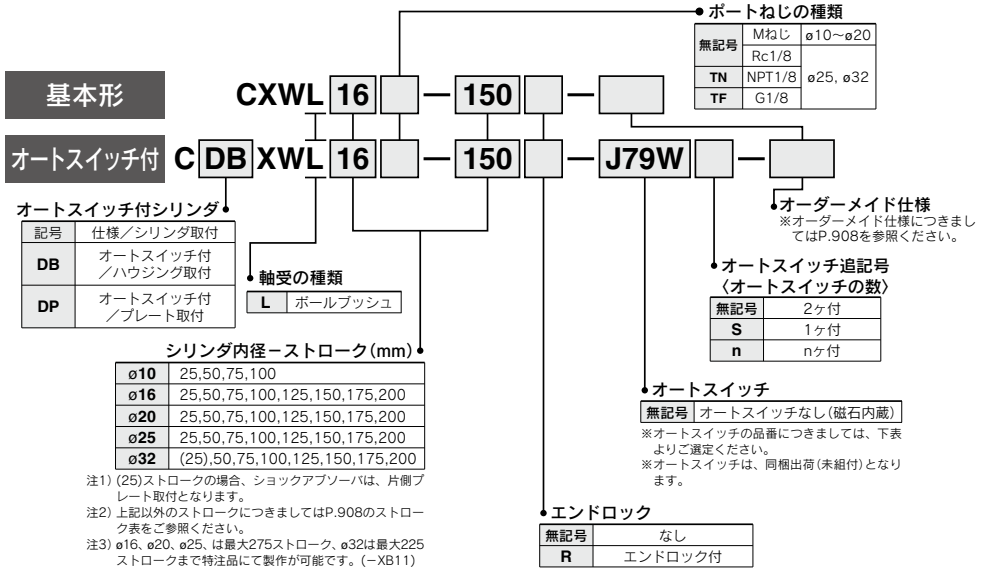 ポートねじの種類
無記号 Mねじ ø10～ø20
Rc1/8 ø25, ø32
TN NPT1/8
TF G1/8
基本形 CXWL 16 － 150 －
オートスイッチ付 C DB XWL 16 － 150 － J79W －
オートスイッチ付シリンダ
記号 仕様／シリンダ取付
DB オートスイッチ付
／ハウジング取付
DP オートスイッチ付
／プレート取付
軸受の種類
L ボールブッシュ
シリンダ内径－ストローク(mm)
ø10 25,50,75,100
ø16 25,50,75,100,125,150,175,200
ø20 25,50,75,100,125,150,175,200
ø25 25,50,75,100,125,150,175,200
ø32 (25),50,75,100,125,150,175,200
注1) (25)ストロークの場合、ショックアブソーバは、片側プ
レート取付となります。
注2) 上記以外のストロークにつきましてはP.908のストロー
ク表をご参照ください。
注3) ø16、ø20、ø25、は最大275ストローク、ø32は最大225
ストロークまで特注品にて製作が可能です。(－XB11)
オーダーメイド仕様
※オーダーメイド仕様につきまし
てはP.908を参照ください。
オートスイッチ追記号
〈オートスイッチの数〉
無記号 2ヶ付
S 1ヶ付
n nヶ付
オートスイッチ
無記号 オートスイッチなし(磁石内蔵)
※オートスイッチの品番につきましては、下表
よりご選定ください。
※オートスイッチは、同梱出荷(未組付)となり
ます。
エンドロック
無記号 なし
R エンドロック付